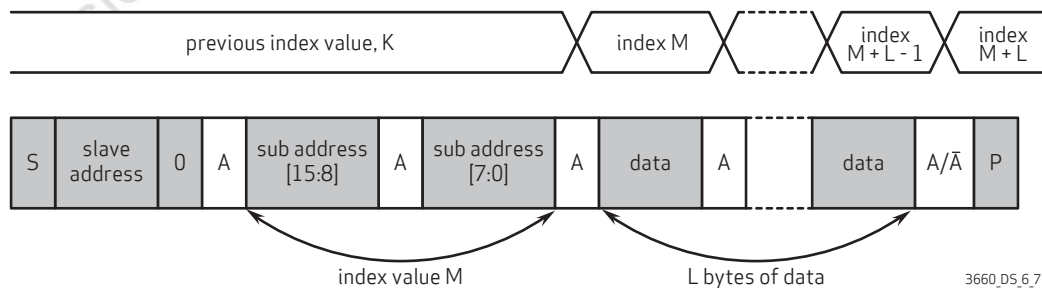 previous index value, K
index M
index
M + L - 1
index
M + L
S
slave
address
0
A
sub address
[15:8]
A
sub address
[7:0]
A
data
A
data
A/Ā
P
index value M
L bytes of data
3660_DS_6_7